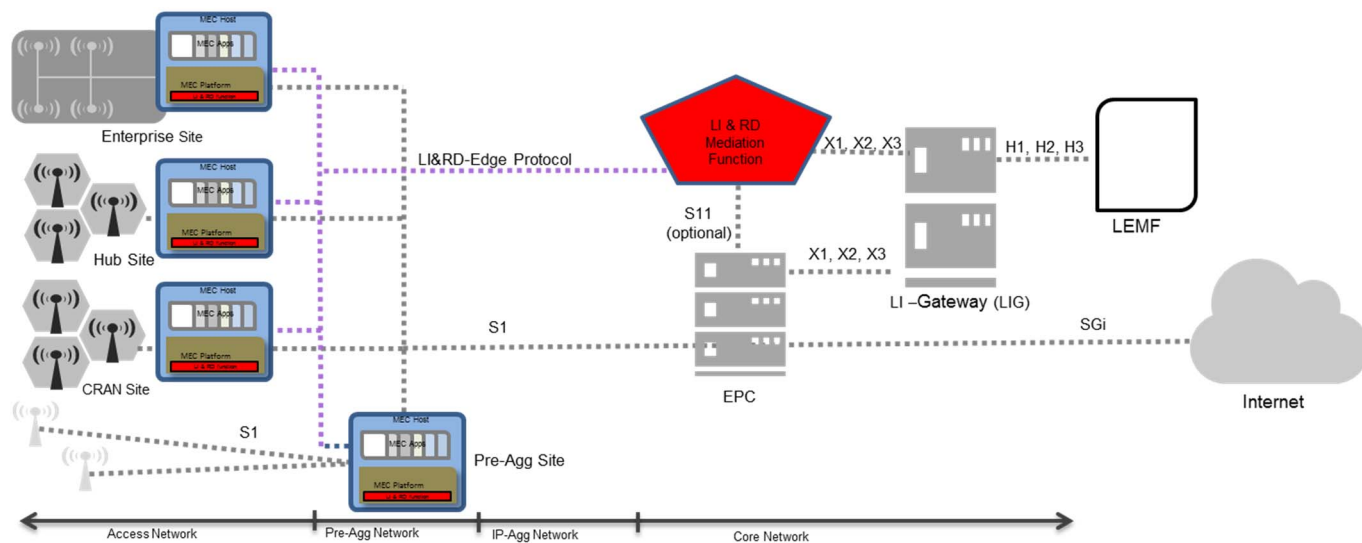 MEC Host
MEC Apps
MEC Platform
Enterprise Site
MEC Host
MEC Apps
MEC Platform
Hub Site
MEC Host
MEC Apps
MEC Platform
CRAN Site
S1
MEC Host
MEC Apps
MEC Platform
Pre-Agg Site
LI&RD-Edge Protocol
S1
LI & RD
Mediation
Function
X1, X2, X3
H1, H2, H3
LEMF
S11
(optional)
X1, X2, X3
LI –Gateway (LIG)
EPC
SGi
Internet
Access Network
Pre-Agg Network
IP-Agg Network
Core Network